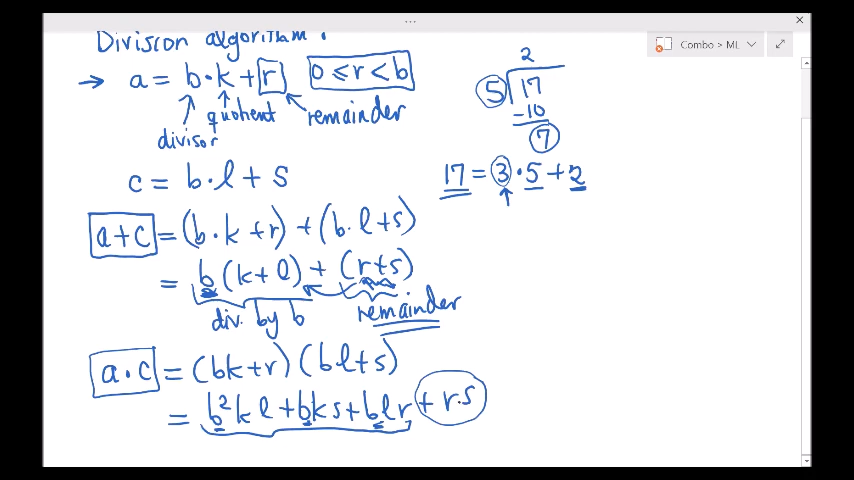 Division algorithm:
→ a = b·k + r   0 ≤ r < b
quotient   remainder
divisor
c = b·l + s
a+c = (b·k + r) + (b·l+s)
= b(k+l) + (r+s)
div. by b   remainder
a·c = (bk+r)(bl+s)
= b²kl + bks + blr + r·s
2
5 17
-10
7
17 = 3·5 + 2
Combo > ML